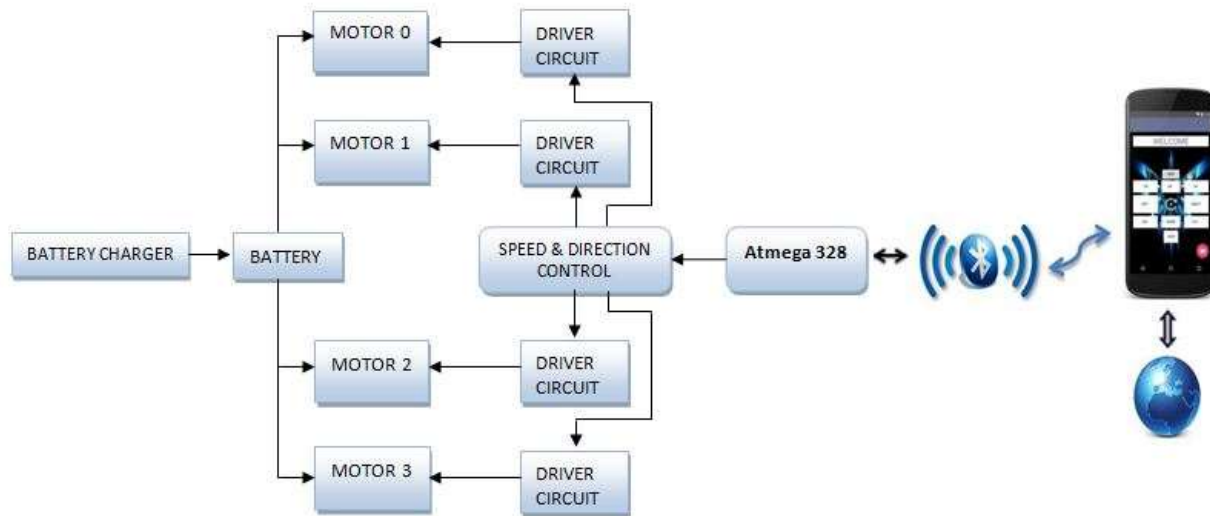 MOTOR 0
DRIVER
CIRCUIT
MOTOR 1
DRIVER
CIRCUIT
WELCOME
BATTERY CHARGER
BATTERY
SPEED & DIRECTION
CONTROL
Atmega 328
MOTOR 2
DRIVER
CIRCUIT
MOTOR 3
DRIVER
CIRCUIT